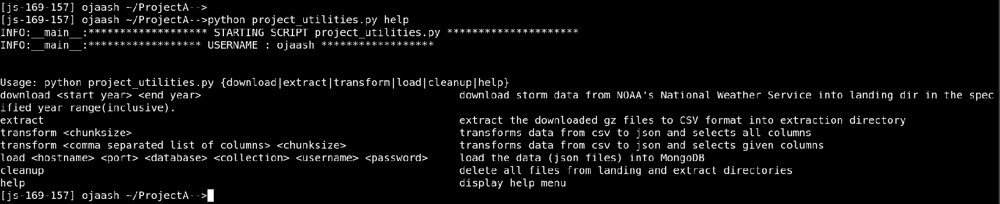 [js-169-157] ojaash ~/ProjectA-->
[js-169-157] ojaash ~/ProjectA-->python project_utilities.py help
INFO:__main__:******************* STARTING SCRIPT project_utilities.py *********************
INFO:__main__:****************** USERNAME : ojaash ******************
Usage: python project_utilities.py {download|extract|transform|load|cleanup|help}
download <start year> <end year>                                         download storm data from NOAA's National Weather Service into landing dir in the spec
ified year range(inclusive).
extract                                                                  extract the downloaded gz files to CSV format into extraction directory
transform <chunksize>                                                    transforms data from csv to json and selects all columns
transform <comma separated list of columns> <chunksize>                  transforms data from csv to json and selects given columns
load <hostname> <port> <database> <collection> <username> <password>     load the data (json files) into MongoDB
cleanup                                                                  delete all files from landing and extract directories
help                                                                     display help menu
[js-169-157] ojaash ~/ProjectA-->